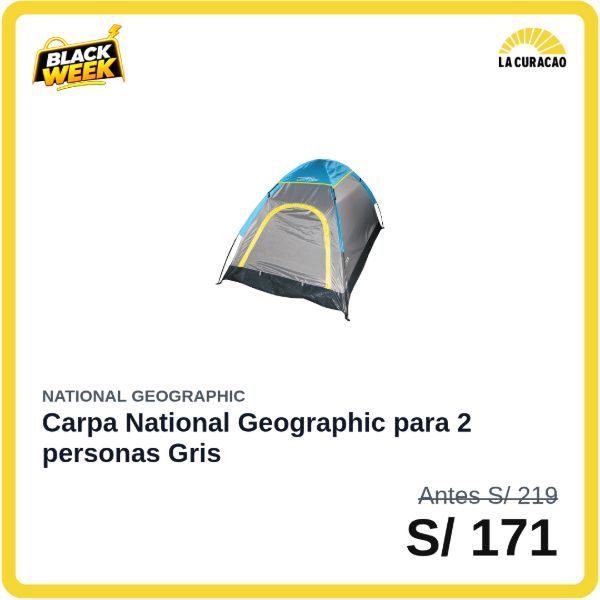 BLACK
WEEK
LA CURACAO
NATIONAL GEOGRAPHIC
Carpa National Geographic para 2
personas Gris
Antes S/ 219
S/ 171